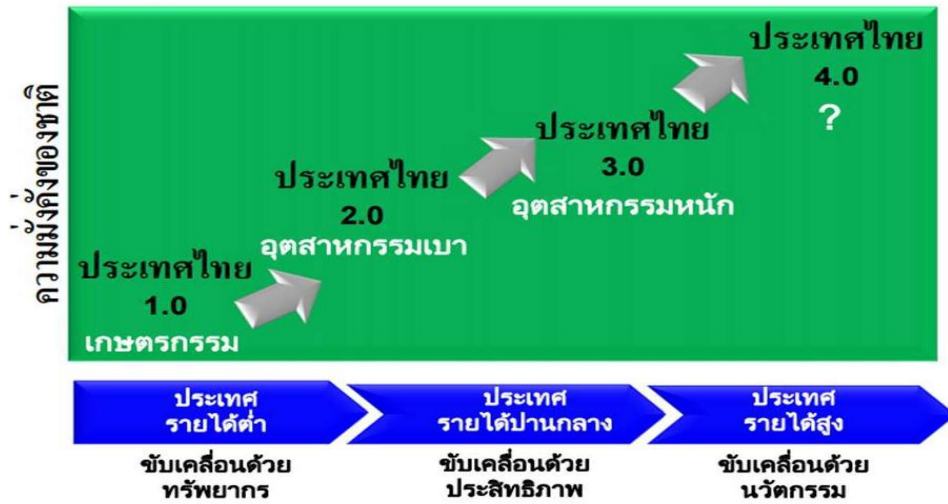 ความมั่งคั่งของชาติ
ประเทศไทย
1.0
เกษตรกรรม
ประเทศไทย
2.0
อุตสาหกรรมเบา
ประเทศไทย
3.0
อุตสาหกรรมหนัก
ประเทศไทย
4.0
?
ประเทศ
รายได้ต่ำ
ประเทศ
รายได้ปานกลาง
ประเทศ
รายได้สูง
ขับเคลื่อนด้วย
ทรัพยากร
ขับเคลื่อนด้วย
ประสิทธิภาพ
ขับเคลื่อนด้วย
นวัตกรรม